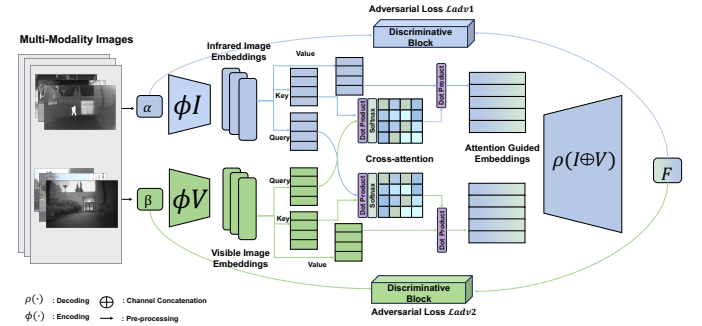 Adversarial Loss ℒadv1
Discriminative
Block
Multi-Modality Images
Infrared Image
Embeddings
Value
Key
Query
α
ϕI
Dot Product
Softmax
Dot Product
Cross-attention
Attention Guided
Embeddings
ρ(I⊕V)
F
β
ϕV
Query
Key
Value
Dot Product
Softmax
Dot Product
Visible Image
Embeddings
Discriminative
Block
Adversarial Loss ℒadv2
ρ(·) : Decoding ⊕ : Channel Concatenation
ϕ(·) : Encoding → : Pre-processing